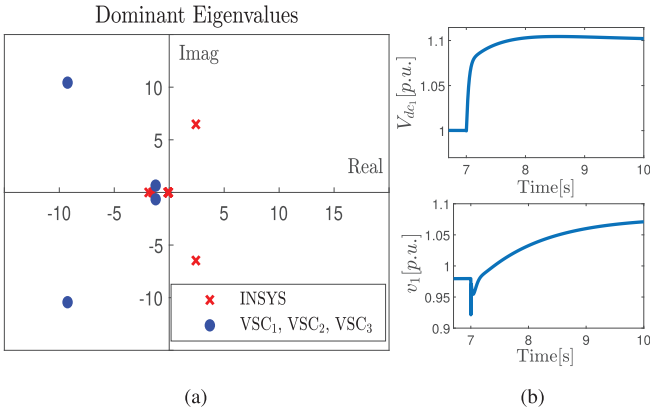 Dominant Eigenvalues
Imag
10
5
Real
-10
-5
5
10
15
-5
-10
INSYS
VSC₁, VSC₂, VSC₃
(a)
V_{dc₁}[p.u.]
1.1
1.05
1
7
8
9
10
Time[s]
v₁[p.u.]
1.1
1.05
1
0.95
0.9
7
8
9
10
Time[s]
(b)